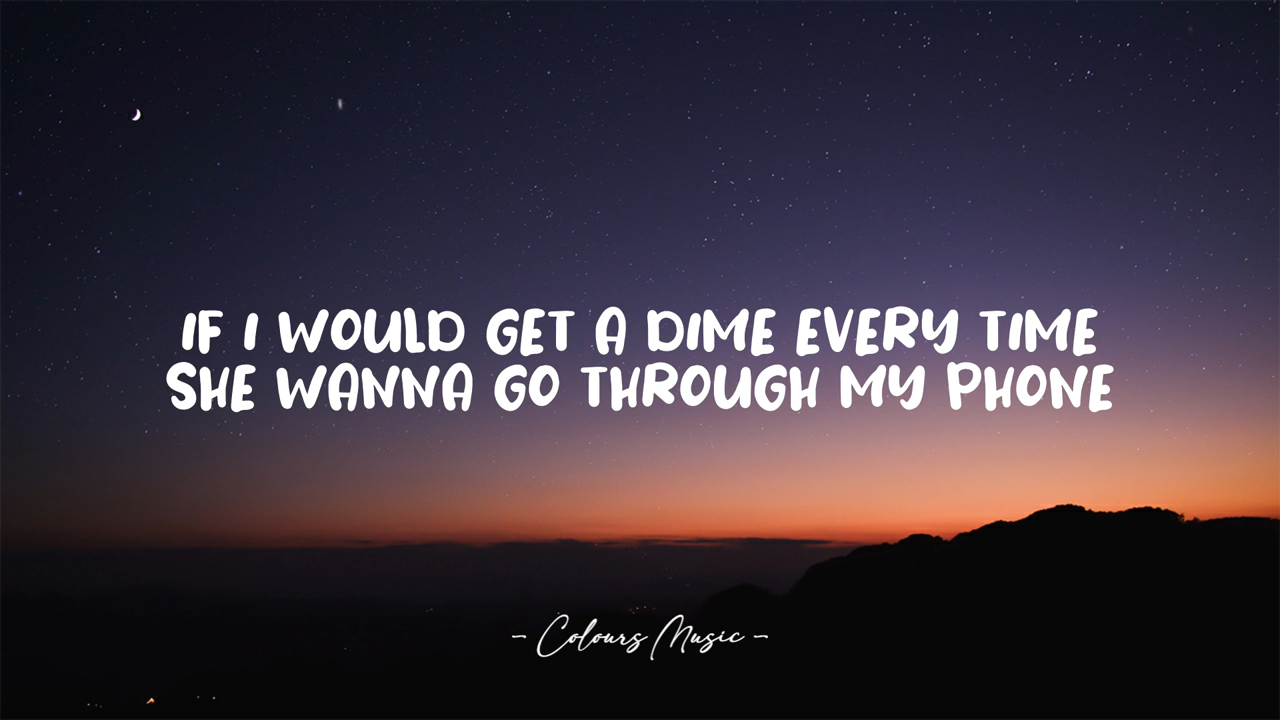 IF I WOULD GET A DIME EVERY TIME
SHE WANNA GO THROUGH MY PHONE
- Colours Music -